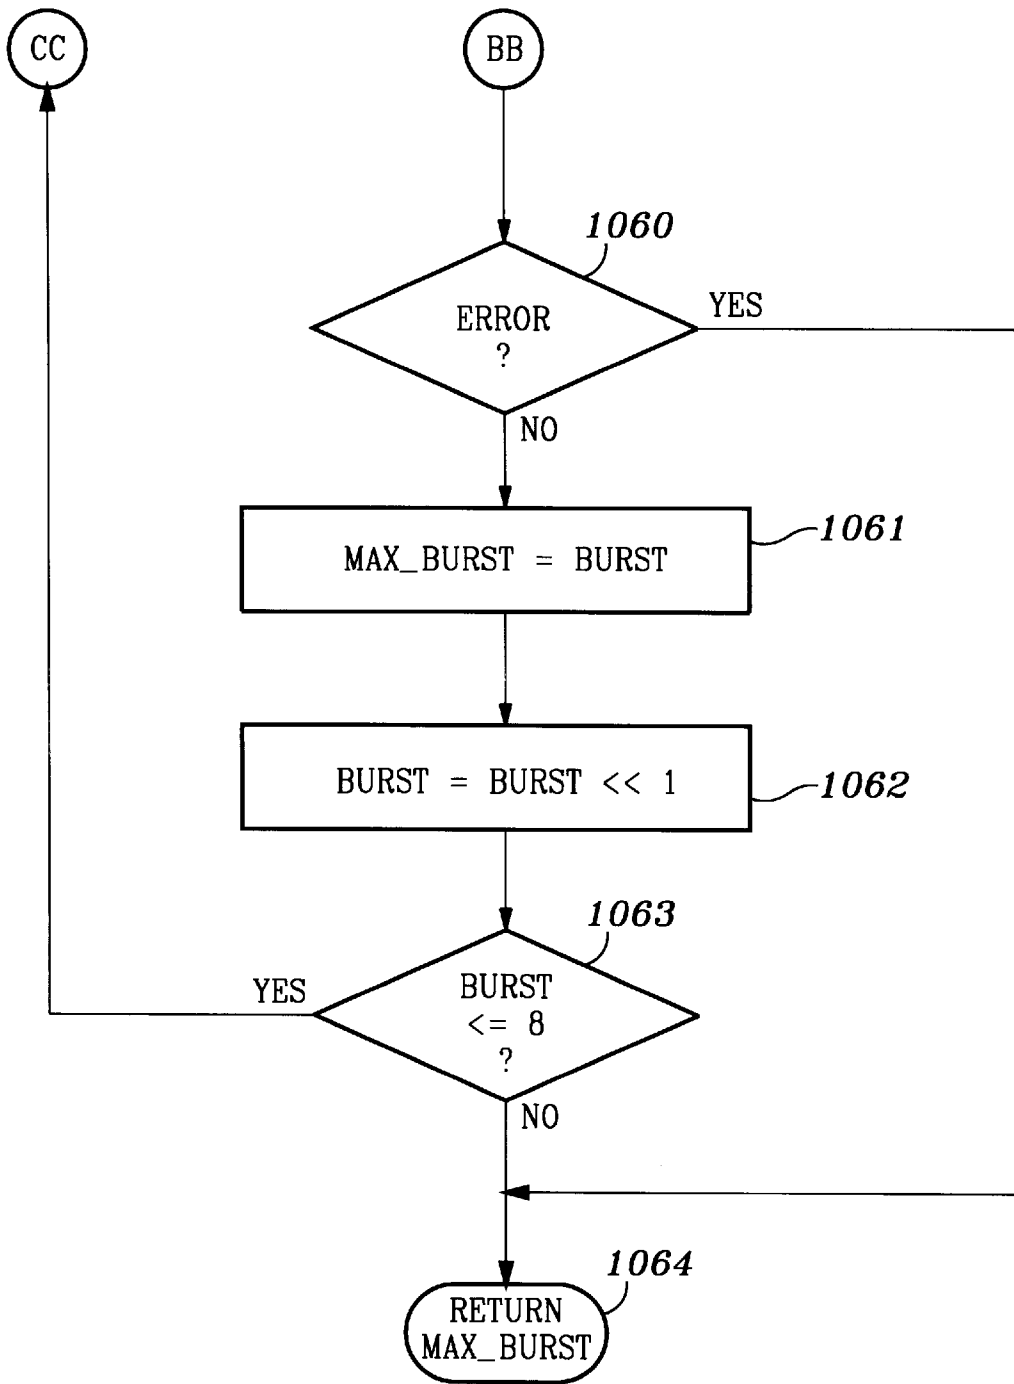 CC
BB
1060
ERROR
?
YES
NO
1061
MAX_BURST = BURST
BURST = BURST << 1
1062
1063
BURST
<= 8
?
YES
NO
1064
RETURN
MAX_BURST